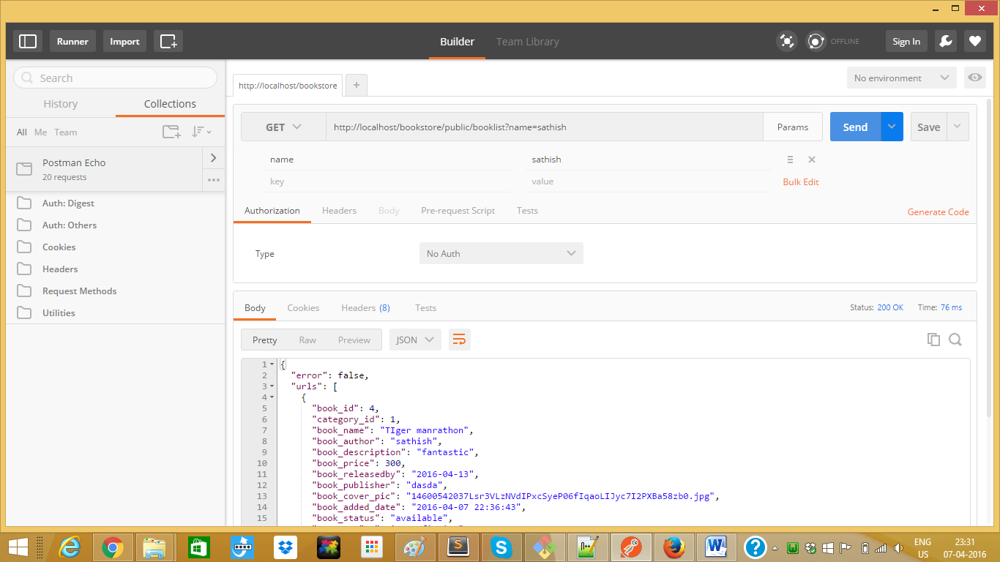 Runner
Import
Builder
Team Library
OFFLINE
Sign In
Search
History
Collections
All Me Team
Postman Echo
20 requests
Auth: Digest
Auth: Others
Cookies
Headers
Request Methods
Utilities
http://localhost/bookstore
+
No environment
GET
http://localhost/bookstore/public/booklist?name=sathish
Params
Send
Save
name
sathish
key
value
Bulk Edit
Authorization
Headers
Body
Pre-request Script
Tests
Generate Code
Type
No Auth
Body
Cookies
Headers (8)
Tests
Status: 200 OK
Time: 76 ms
Pretty
Raw
Preview
JSON
1 {
2 "error": false,
3 "urls": [
4 {
5 "book_id": 4,
6 "category_id": 1,
7 "book_name": "TIger manrathon",
8 "book_author": "sathish",
9 "book_description": "fantastic",
10 "book_price": 300,
11 "book_releasedby": "2016-04-13",
12 "book_publisher": "dasda",
13 "book_cover_pic": "14600542037Lsr3VLzNVdIPxcSyeP06fIqaoLIJyc7I2PXBa58zb0.jpg",
14 "book_added_date": "2016-04-07 22:36:43",
15 "book_status": "available",
ENG
US
23:31
07-04-2016